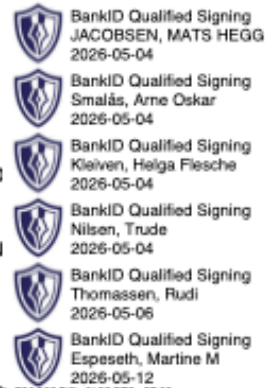 BankID Qualified Signing
JACOBSEN, MATS HEGG
2026-05-04
BankID Qualified Signing
Smalås, Arne Oskar
2026-05-04
BankID Qualified Signing
Kleiven, Helga Flesche
2026-05-04
BankID Qualified Signing
Nilsen, Trude
2026-05-04
BankID Qualified Signing
Thomassen, Rudi
2026-05-06
BankID Qualified Signing
Espeseth, Martine M
2026-05-12